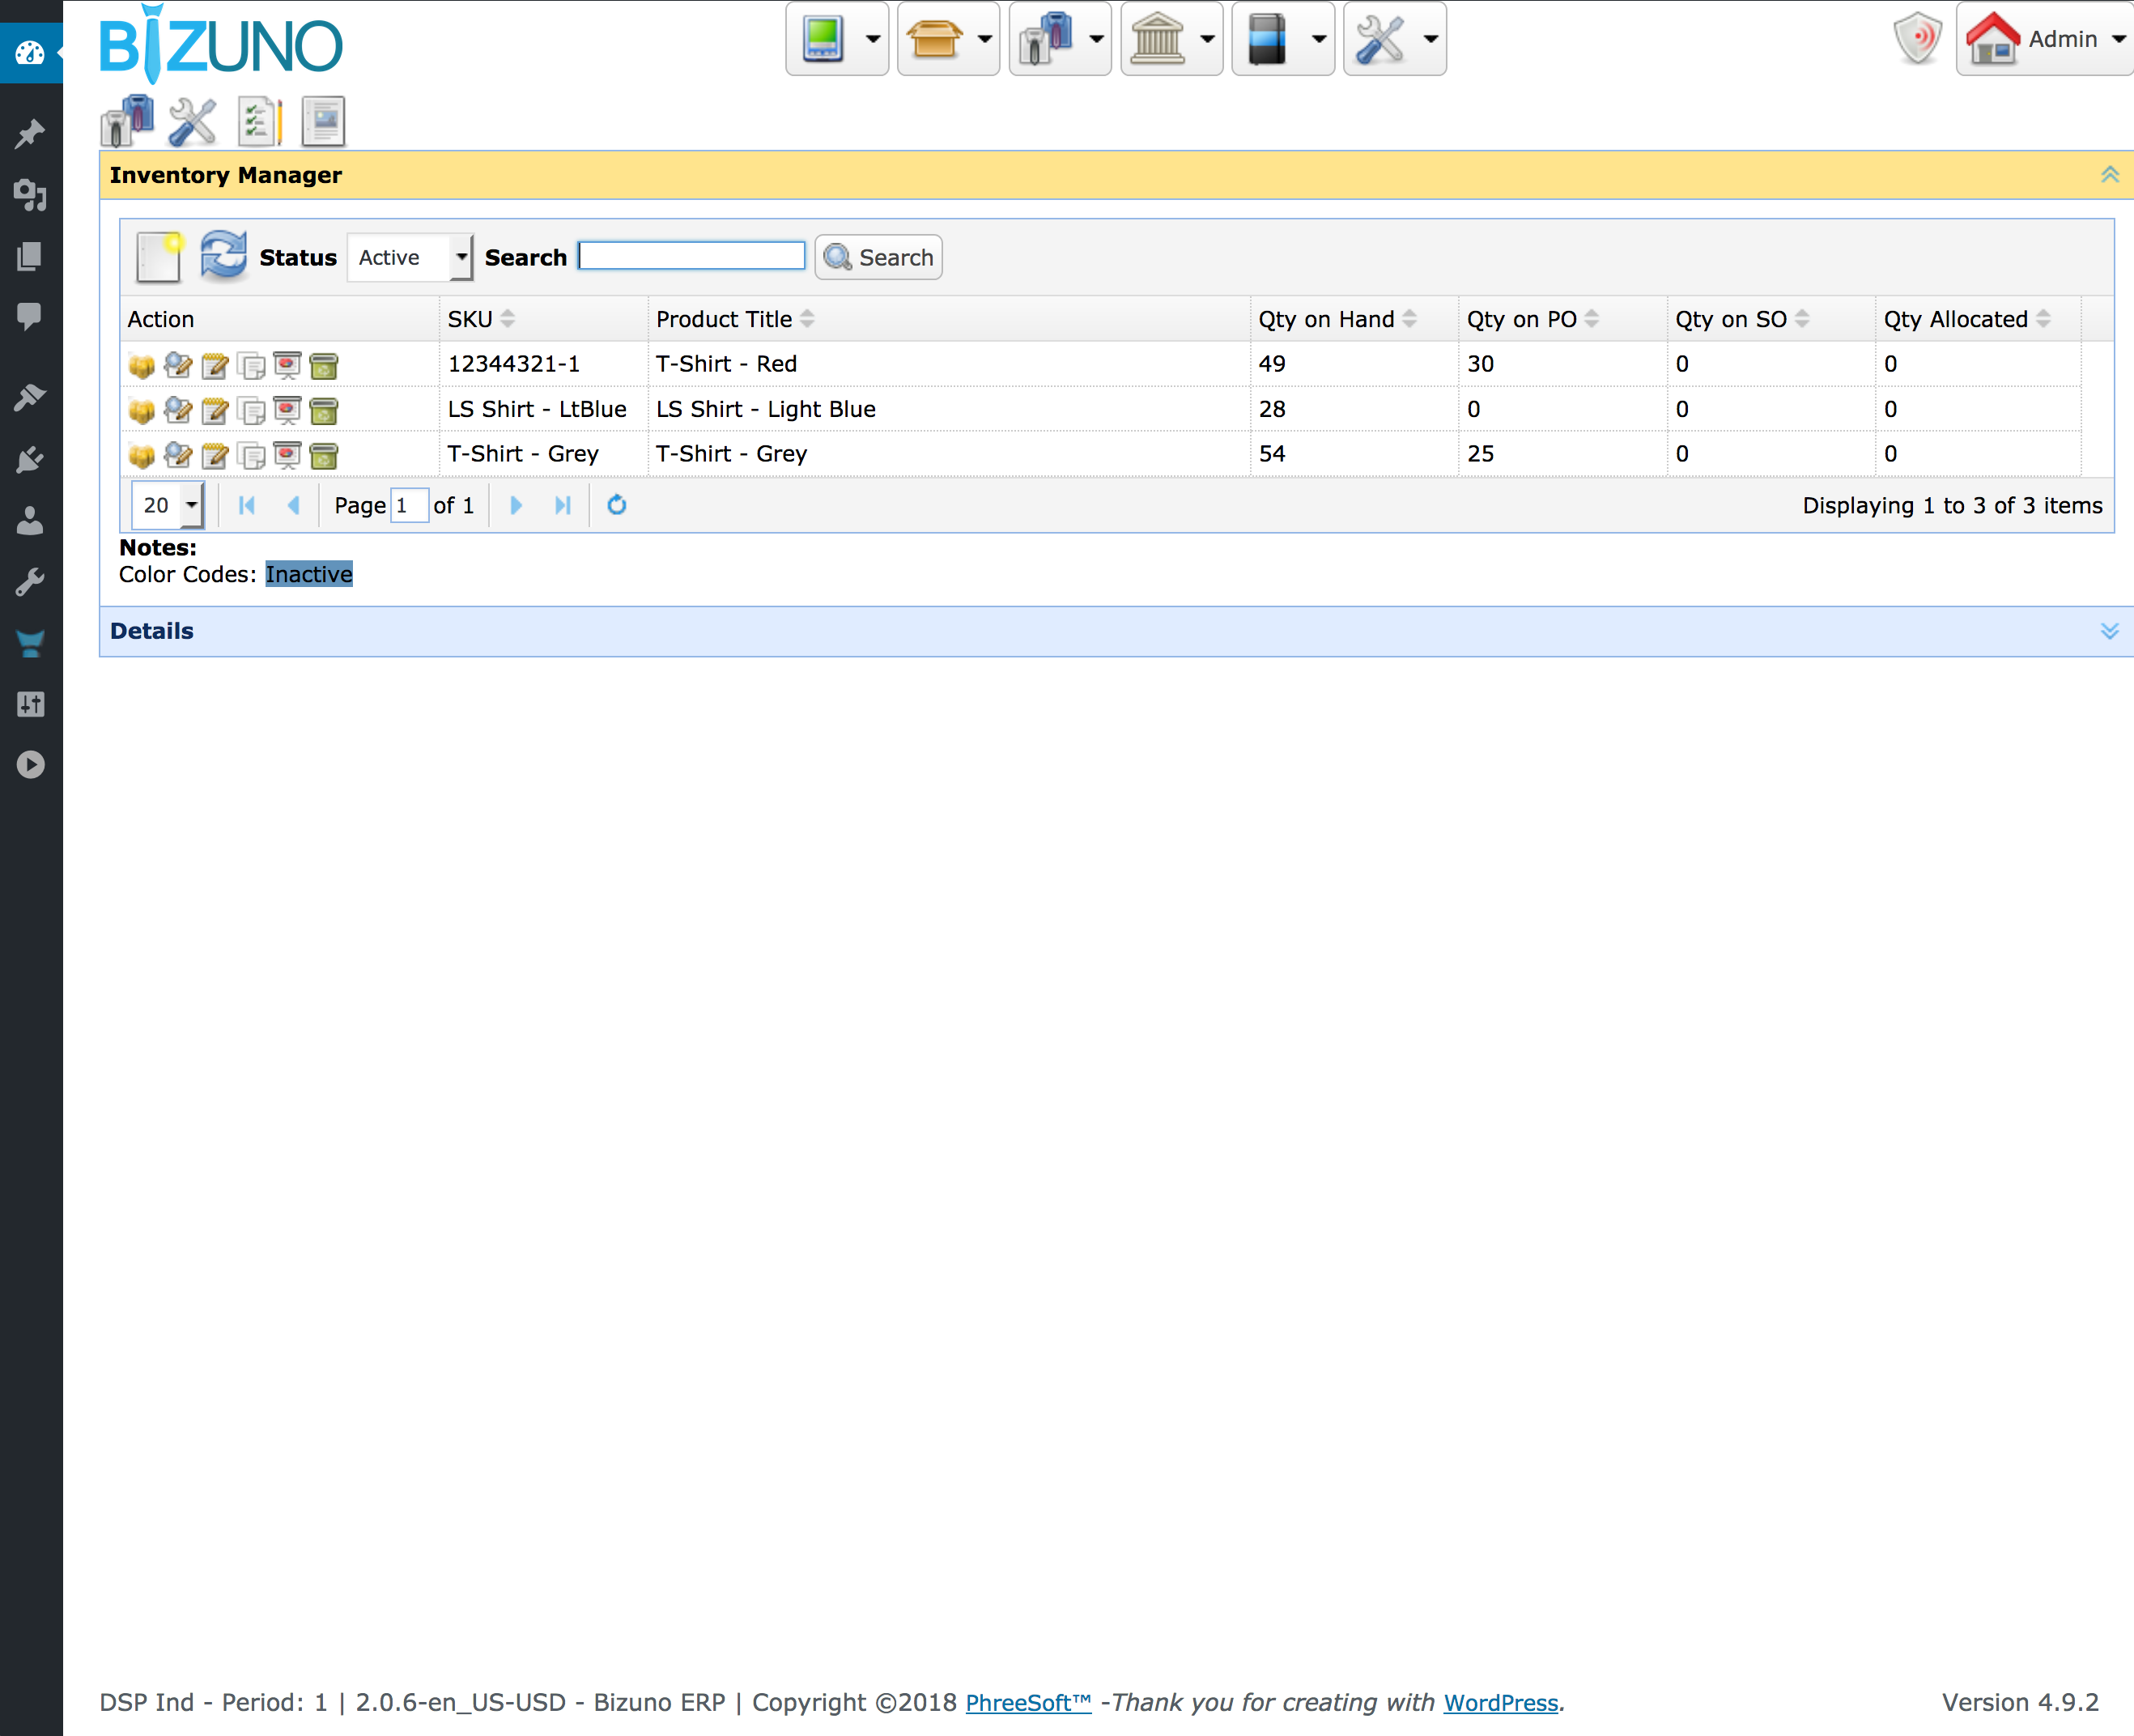 BIZUNO
Admin
Inventory Manager
Status Active Search Search
Action SKU Product Title Qty on Hand Qty on PO Qty on SO Qty Allocated
12344321-1 T-Shirt - Red 49 30 0 0
LS Shirt - LtBlue LS Shirt - Light Blue 28 0 0 0
T-Shirt - Grey T-Shirt - Grey 54 25 0 0
20 Page 1 of 1 Displaying 1 to 3 of 3 items
Notes:
Color Codes: Inactive
Details
DSP Ind - Period: 1 | 2.0.6-en_US-USD - Bizuno ERP | Copyright ©2018 PhreeSoft™ -Thank you for creating with WordPress. Version 4.9.2